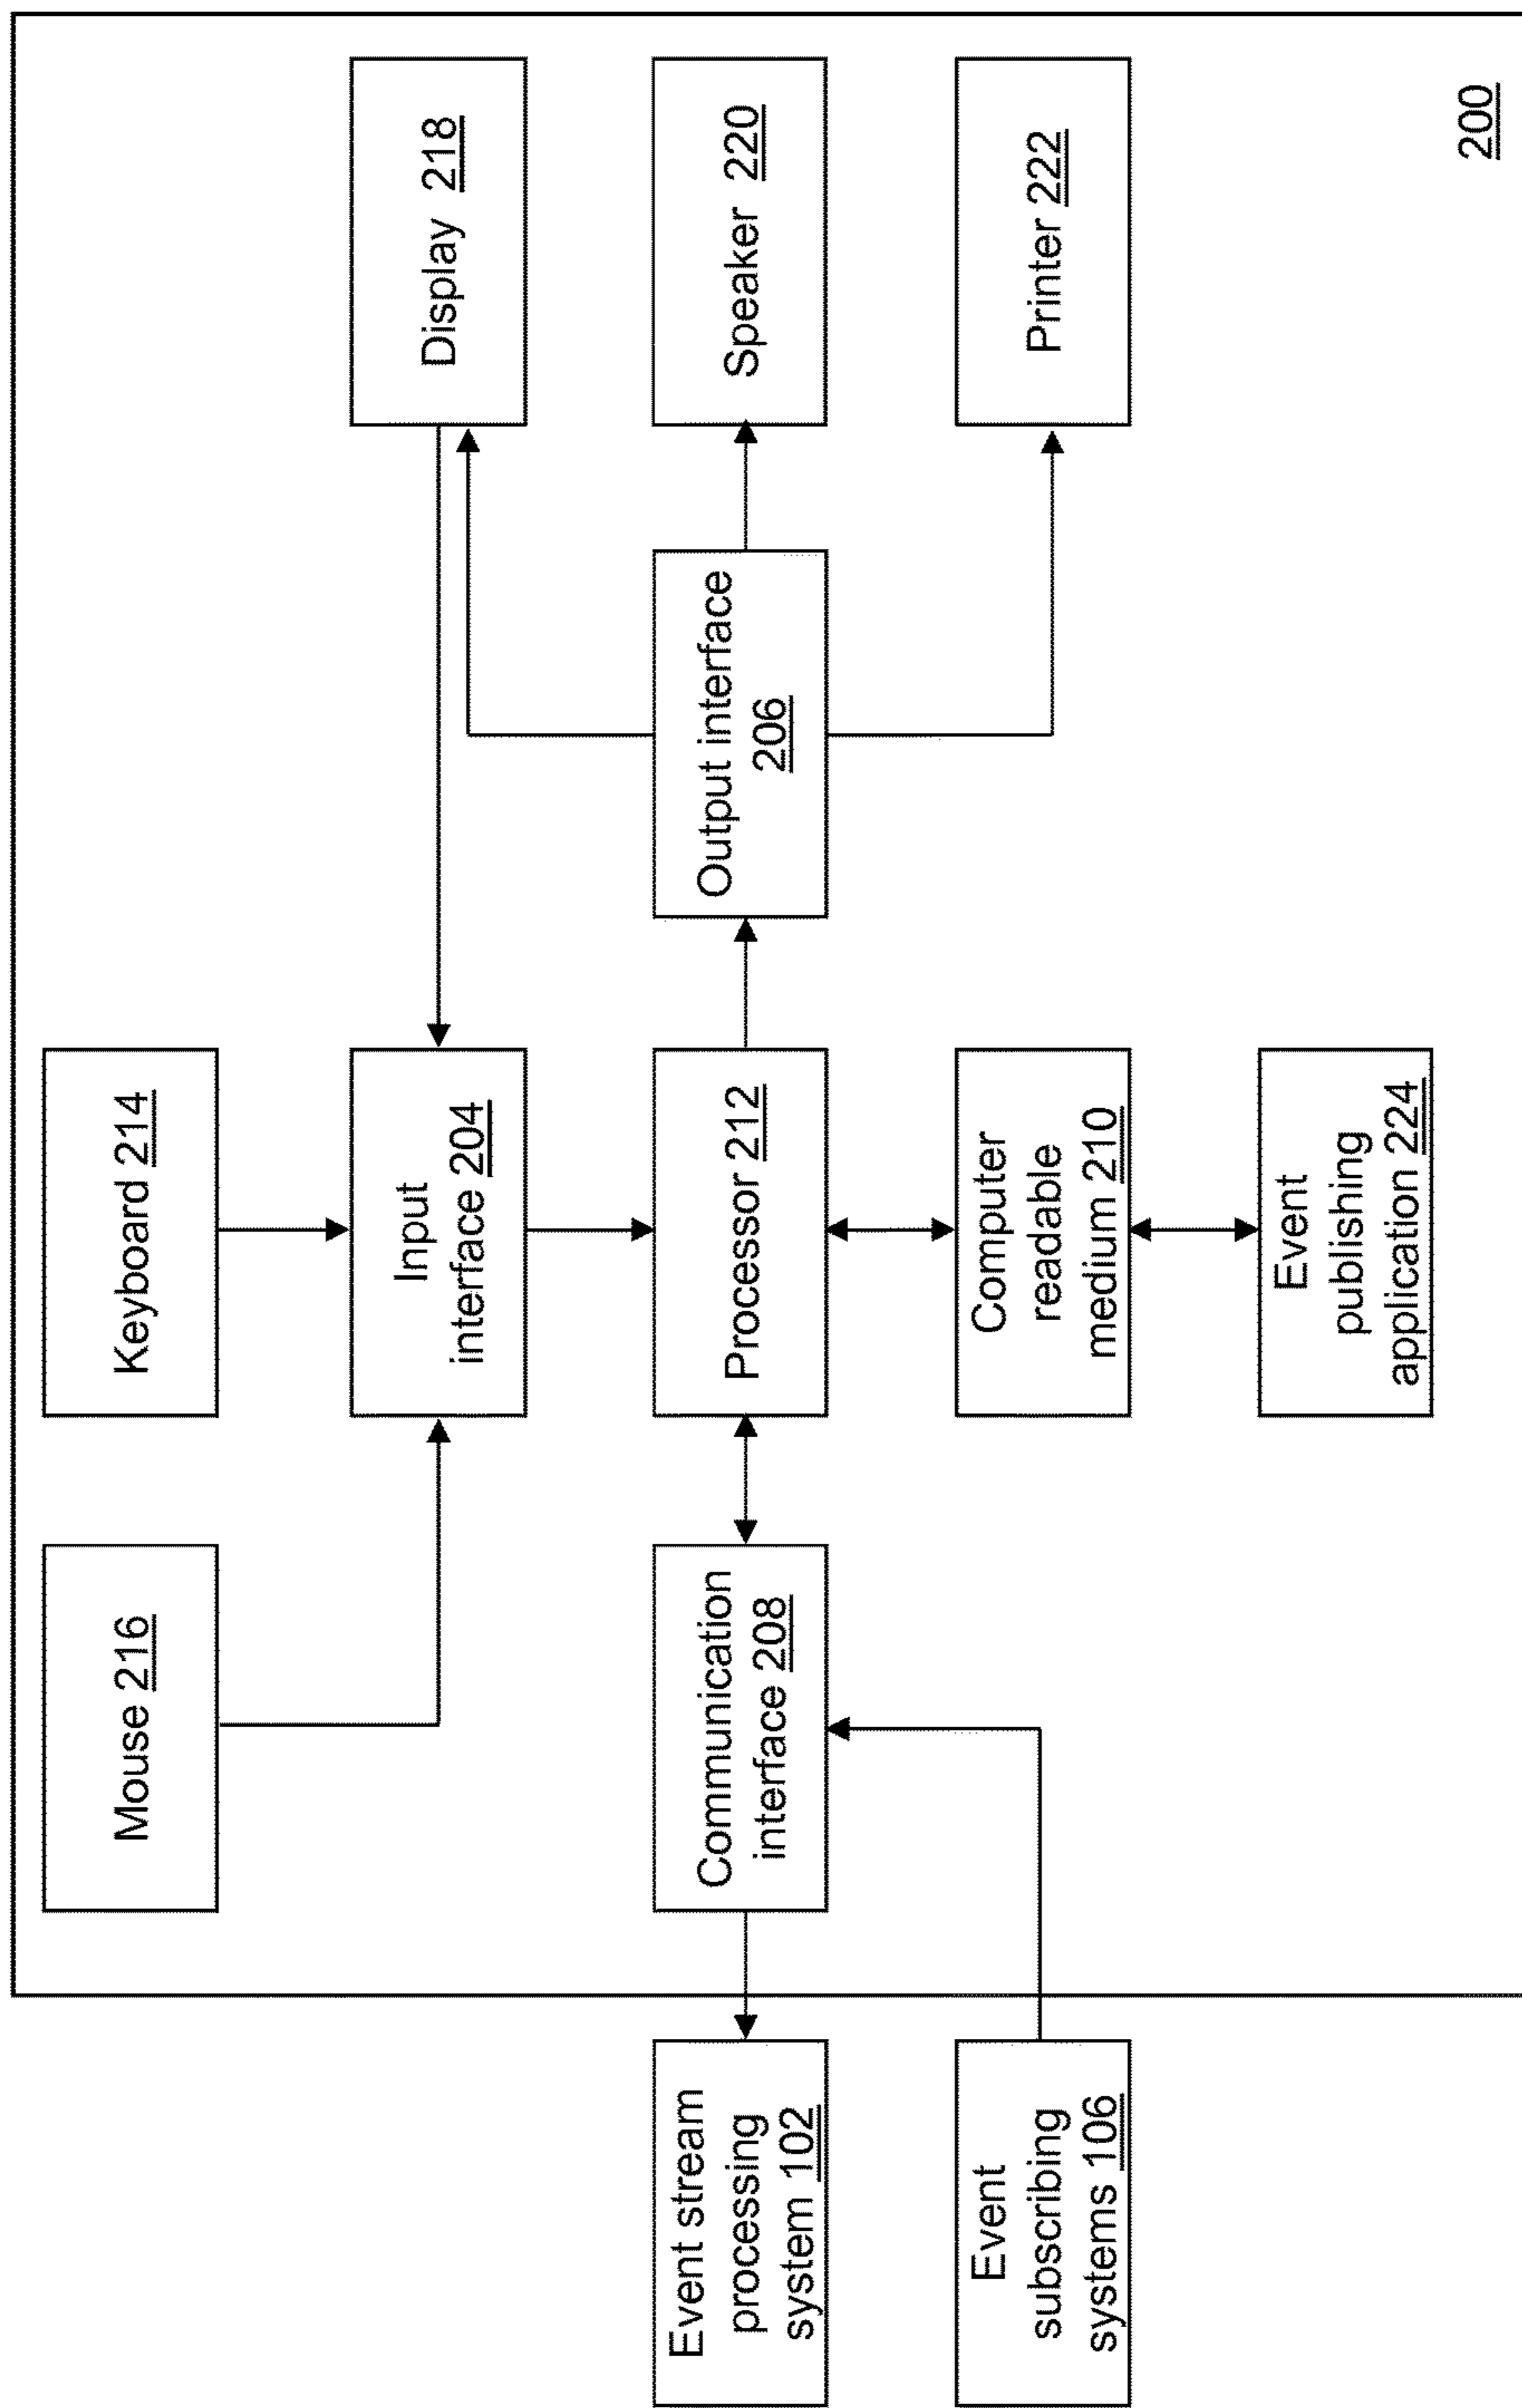 Mouse 216
Keyboard 214
Input
interface 204
Display 218
Event stream
processing
system 102
Communication
interface 208
Processor 212
Output interface
206
Speaker 220
Event
subscribing
systems 106
Computer
readable
medium 210
Printer 222
Event
publishing
application 224
200